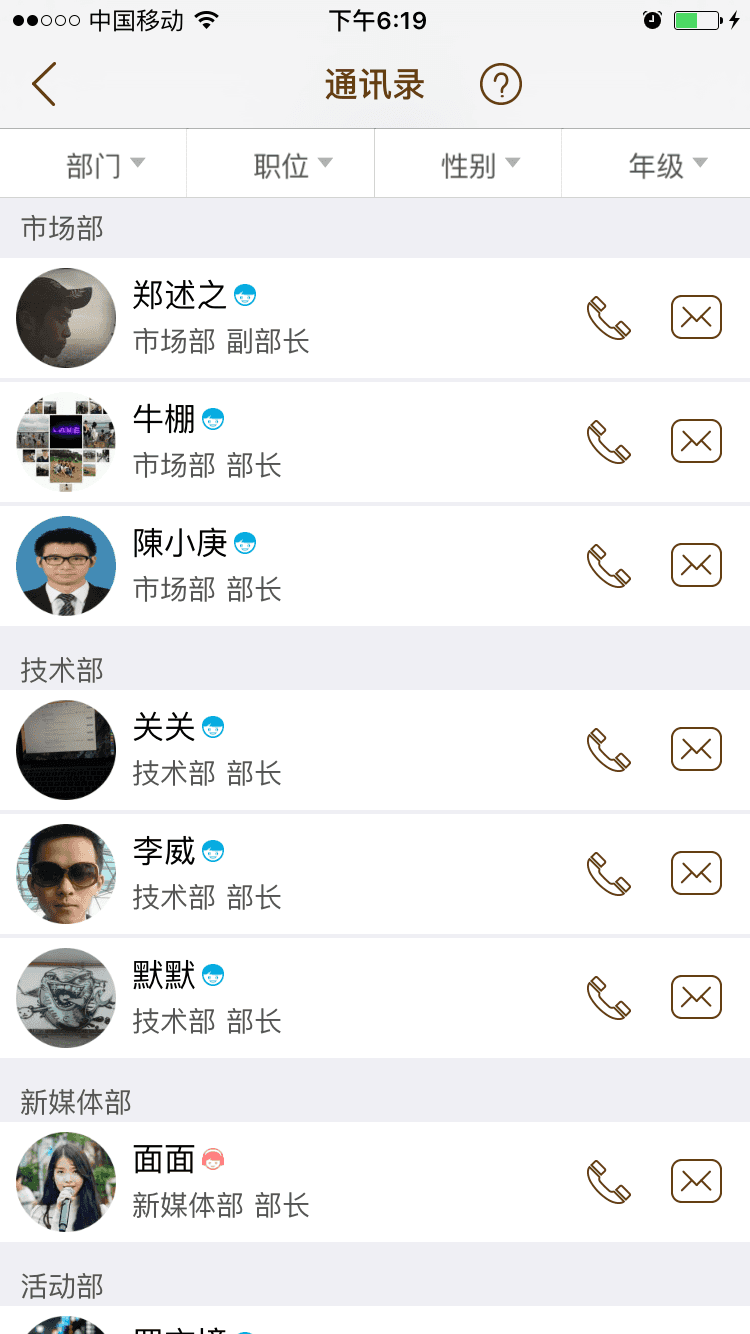 中国移动 下午6:19
通讯录 ?
部门 职位 性别 年级
市场部
郑述之
市场部 副部长
牛棚
市场部 部长
陳小庚
市场部 部长
技术部
关关
技术部 部长
李威
技术部 部长
默默
技术部 部长
新媒体部
面面
新媒体部 部长
活动部